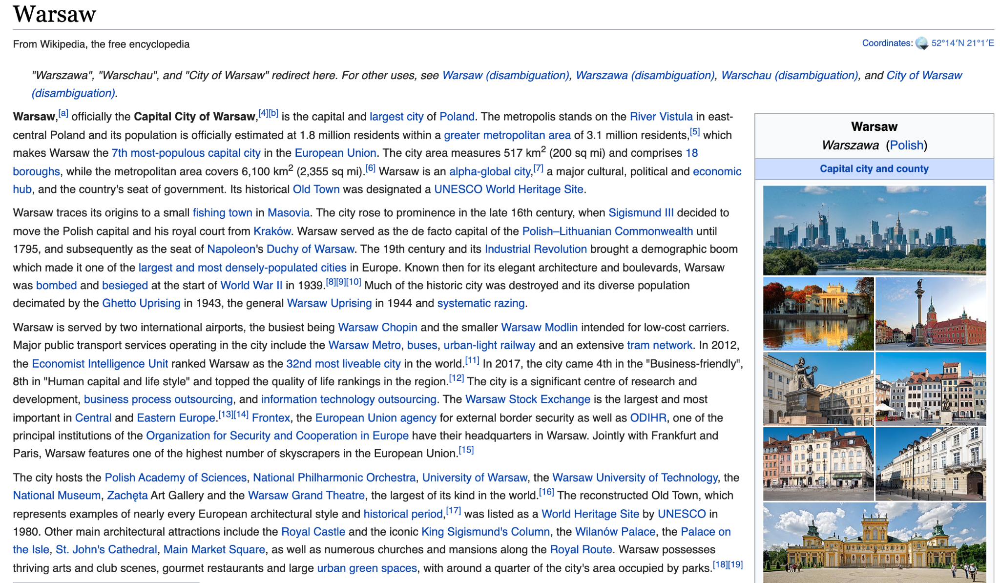 Warsaw
From Wikipedia, the free encyclopedia
Coordinates: 52°14′N 21°1′E
"Warszawa", "Warschau", and "City of Warsaw" redirect here. For other uses, see Warsaw (disambiguation), Warszawa (disambiguation), Warschau (disambiguation), and City of Warsaw
(disambiguation).
Warsaw,[a] officially the Capital City of Warsaw,[4][b] is the capital and largest city of Poland. The metropolis stands on the River Vistula in east-
central Poland and its population is officially estimated at 1.8 million residents within a greater metropolitan area of 3.1 million residents,[5] which
makes Warsaw the 7th most-populous capital city in the European Union. The city area measures 517 km2 (200 sq mi) and comprises 18
boroughs, while the metropolitan area covers 6,100 km2 (2,355 sq mi).[6] Warsaw is an alpha-global city,[7] a major cultural, political and economic
hub, and the country's seat of government. Its historical Old Town was designated a UNESCO World Heritage Site.
Warsaw traces its origins to a small fishing town in Masovia. The city rose to prominence in the late 16th century, when Sigismund III decided to
move the Polish capital and his royal court from Kraków. Warsaw served as the de facto capital of the Polish–Lithuanian Commonwealth until
1795, and subsequently as the seat of Napoleon's Duchy of Warsaw. The 19th century and its Industrial Revolution brought a demographic boom
which made it one of the largest and most densely-populated cities in Europe. Known then for its elegant architecture and boulevards, Warsaw
was bombed and besieged at the start of World War II in 1939.[8][9][10] Much of the historic city was destroyed and its diverse population
decimated by the Ghetto Uprising in 1943, the general Warsaw Uprising in 1944 and systematic razing.
Warsaw is served by two international airports, the busiest being Warsaw Chopin and the smaller Warsaw Modlin intended for low-cost carriers.
Major public transport services operating in the city include the Warsaw Metro, buses, urban-light railway and an extensive tram network. In 2012,
the Economist Intelligence Unit ranked Warsaw as the 32nd most liveable city in the world.[11] In 2017, the city came 4th in the "Business-friendly",
8th in "Human capital and life style" and topped the quality of life rankings in the region.[12] The city is a significant centre of research and
development, business process outsourcing, and information technology outsourcing. The Warsaw Stock Exchange is the largest and most
important in Central and Eastern Europe.[13][14] Frontex, the European Union agency for external border security as well as ODIHR, one of the
principal institutions of the Organization for Security and Cooperation in Europe have their headquarters in Warsaw. Jointly with Frankfurt and
Paris, Warsaw features one of the highest number of skyscrapers in the European Union.[15]
The city hosts the Polish Academy of Sciences, National Philharmonic Orchestra, University of Warsaw, the Warsaw University of Technology, the
National Museum, Zachęta Art Gallery and the Warsaw Grand Theatre, the largest of its kind in the world.[16] The reconstructed Old Town, which
represents examples of nearly every European architectural style and historical period,[17] was listed as a World Heritage Site by UNESCO in
1980. Other main architectural attractions include the Royal Castle and the iconic King Sigismund's Column, the Wilanów Palace, the Palace on
the Isle, St. John's Cathedral, Main Market Square, as well as numerous churches and mansions along the Royal Route. Warsaw possesses
thriving arts and club scenes, gourmet restaurants and large urban green spaces, with around a quarter of the city's area occupied by parks.[18][19]
Warsaw
Warszawa (Polish)
Capital city and county